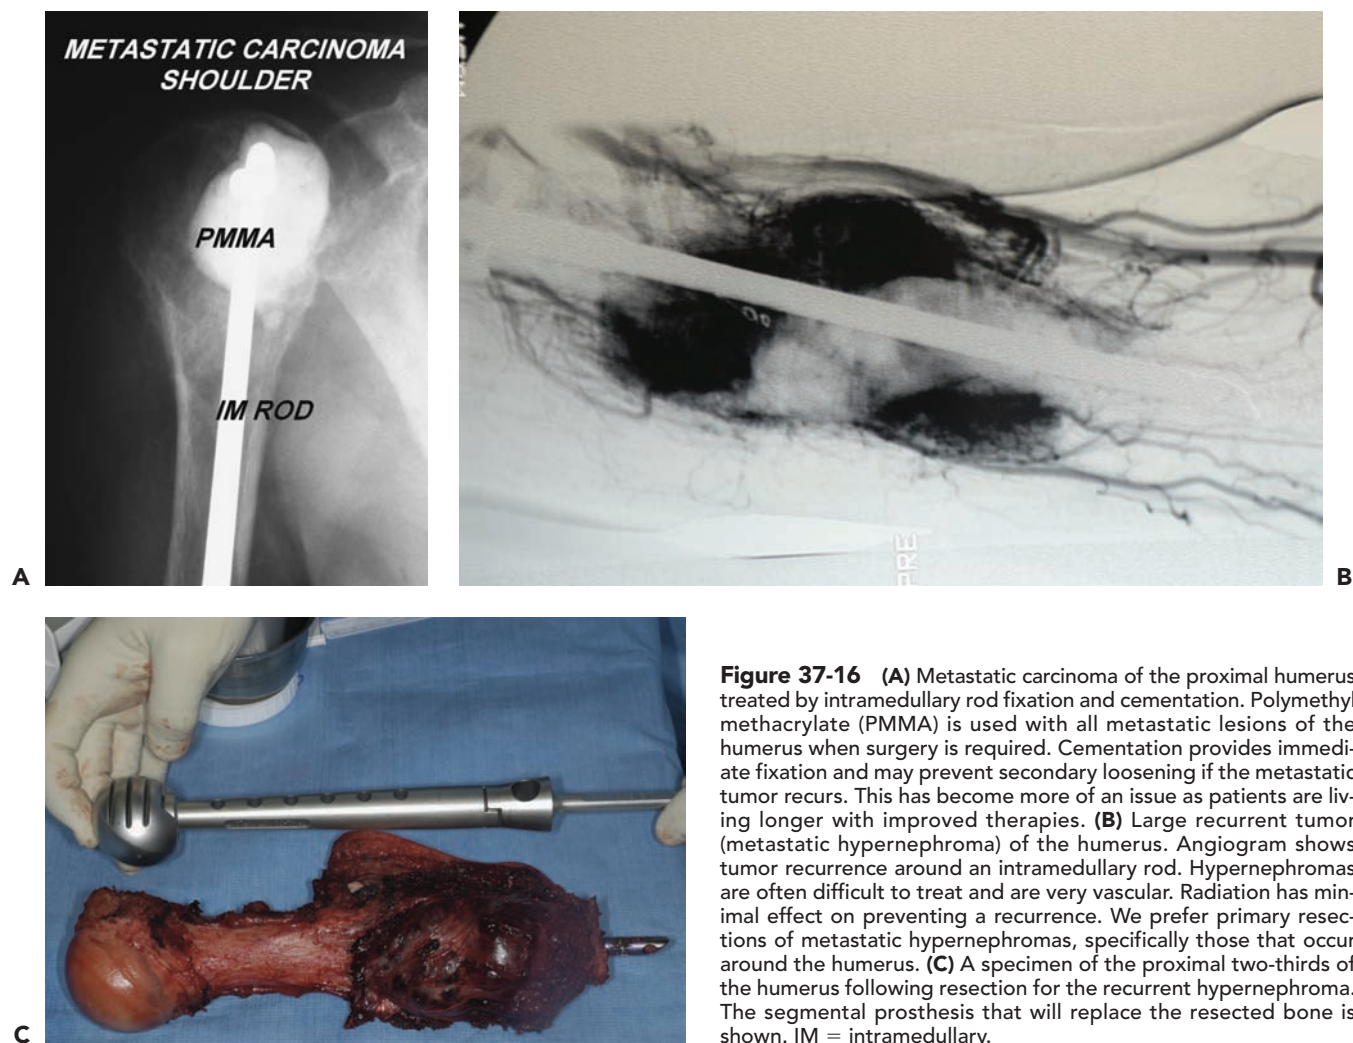 METASTATIC CARCINOMA
SHOULDER
PMMA
IM ROD
A
PRE
B
C
Figure 37-16 (A) Metastatic carcinoma of the proximal humerus
treated by intramedullary rod fixation and cementation. Polymethyl
methacrylate (PMMA) is used with all metastatic lesions of the
humerus when surgery is required. Cementation provides immedi-
ate fixation and may prevent secondary loosening if the metastatic
tumor recurs. This has become more of an issue as patients are liv-
ing longer with improved therapies. (B) Large recurrent tumor
(metastatic hypernephroma) of the humerus. Angiogram shows
tumor recurrence around an intramedullary rod. Hypernephromas
are often difficult to treat and are very vascular. Radiation has min-
imal effect on preventing a recurrence. We prefer primary resec-
tions of metastatic hypernephromas, specifically those that occur
around the humerus. (C) A specimen of the proximal two-thirds of
the humerus following resection for the recurrent hypernephroma.
The segmental prosthesis that will replace the resected bone is
shown. IM = intramedullary.